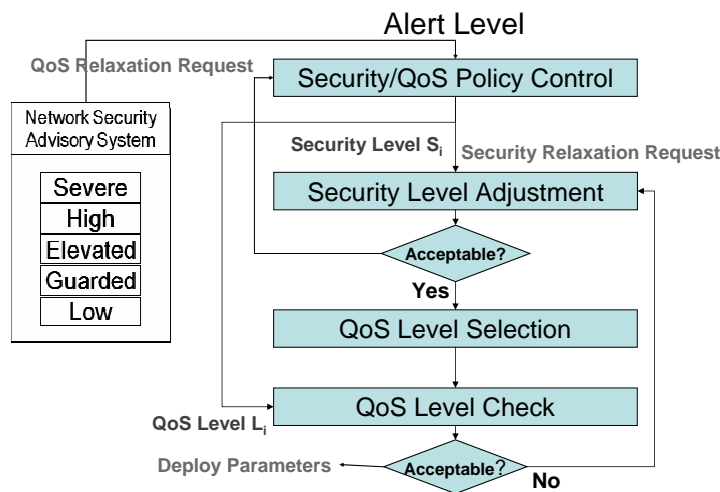 Alert Level
QoS Relaxation Request
Security/QoS Policy Control
Network Security
Advisory System
Severe
High
Elevated
Guarded
Low
Security Level Si
Security Relaxation Request
Security Level Adjustment
Acceptable?
Yes
QoS Level Selection
QoS Level Check
QoS Level Li
Deploy Parameters
Acceptable?
No